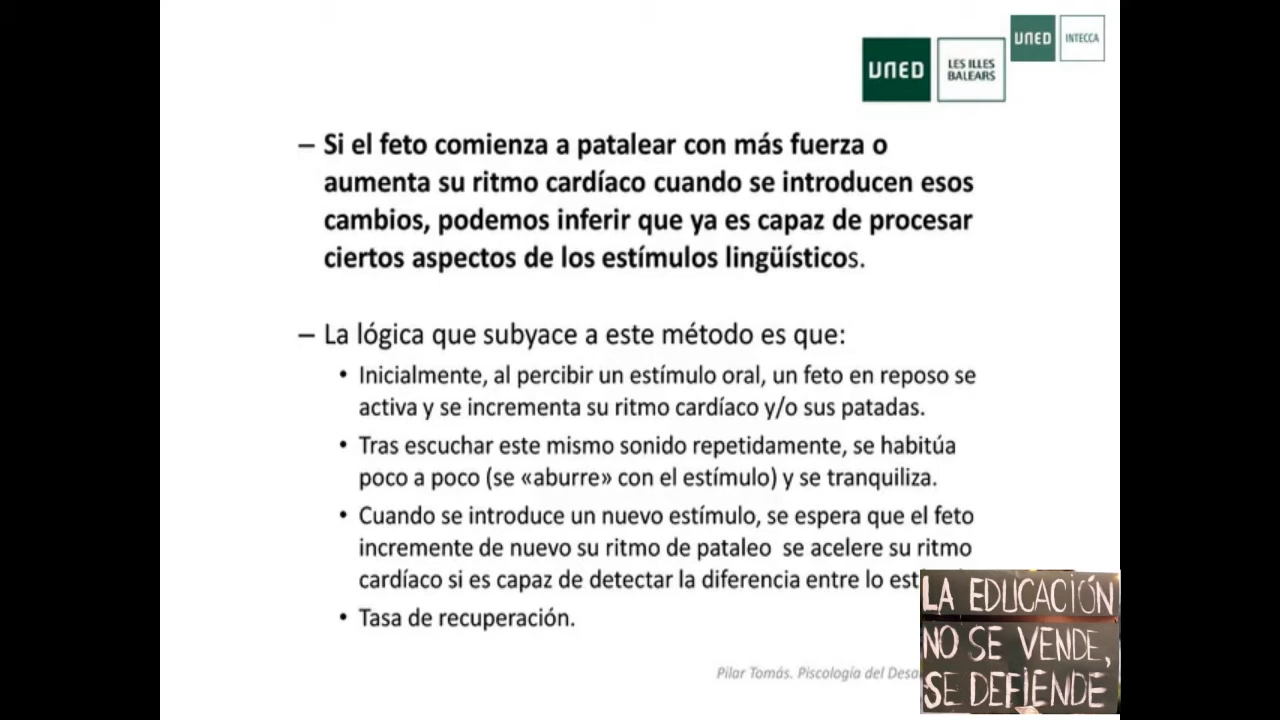 UNED
INTECCA
UNED
LES ILLES
BALEARS
– Si el feto comienza a patalear con más fuerza o
aumenta su ritmo cardíaco cuando se introducen esos
cambios, podemos inferir que ya es capaz de procesar
ciertos aspectos de los estímulos lingüísticos.
– La lógica que subyace a este método es que:
• Inicialmente, al percibir un estímulo oral, un feto en reposo se
activa y se incrementa su ritmo cardíaco y/o sus patadas.
• Tras escuchar este mismo sonido repetidamente, se habitúa
poco a poco (se «aburre» con el estímulo) y se tranquiliza.
• Cuando se introduce un nuevo estímulo, se espera que el feto
incremente de nuevo su ritmo de pataleo se acelere su ritmo
cardíaco si es capaz de detectar la diferencia entre lo
• Tasa de recuperación.
Pilar Tomás. Piscología del
LA EDUCACIÓN
NO SE VENDE,
SE DEFIENDE